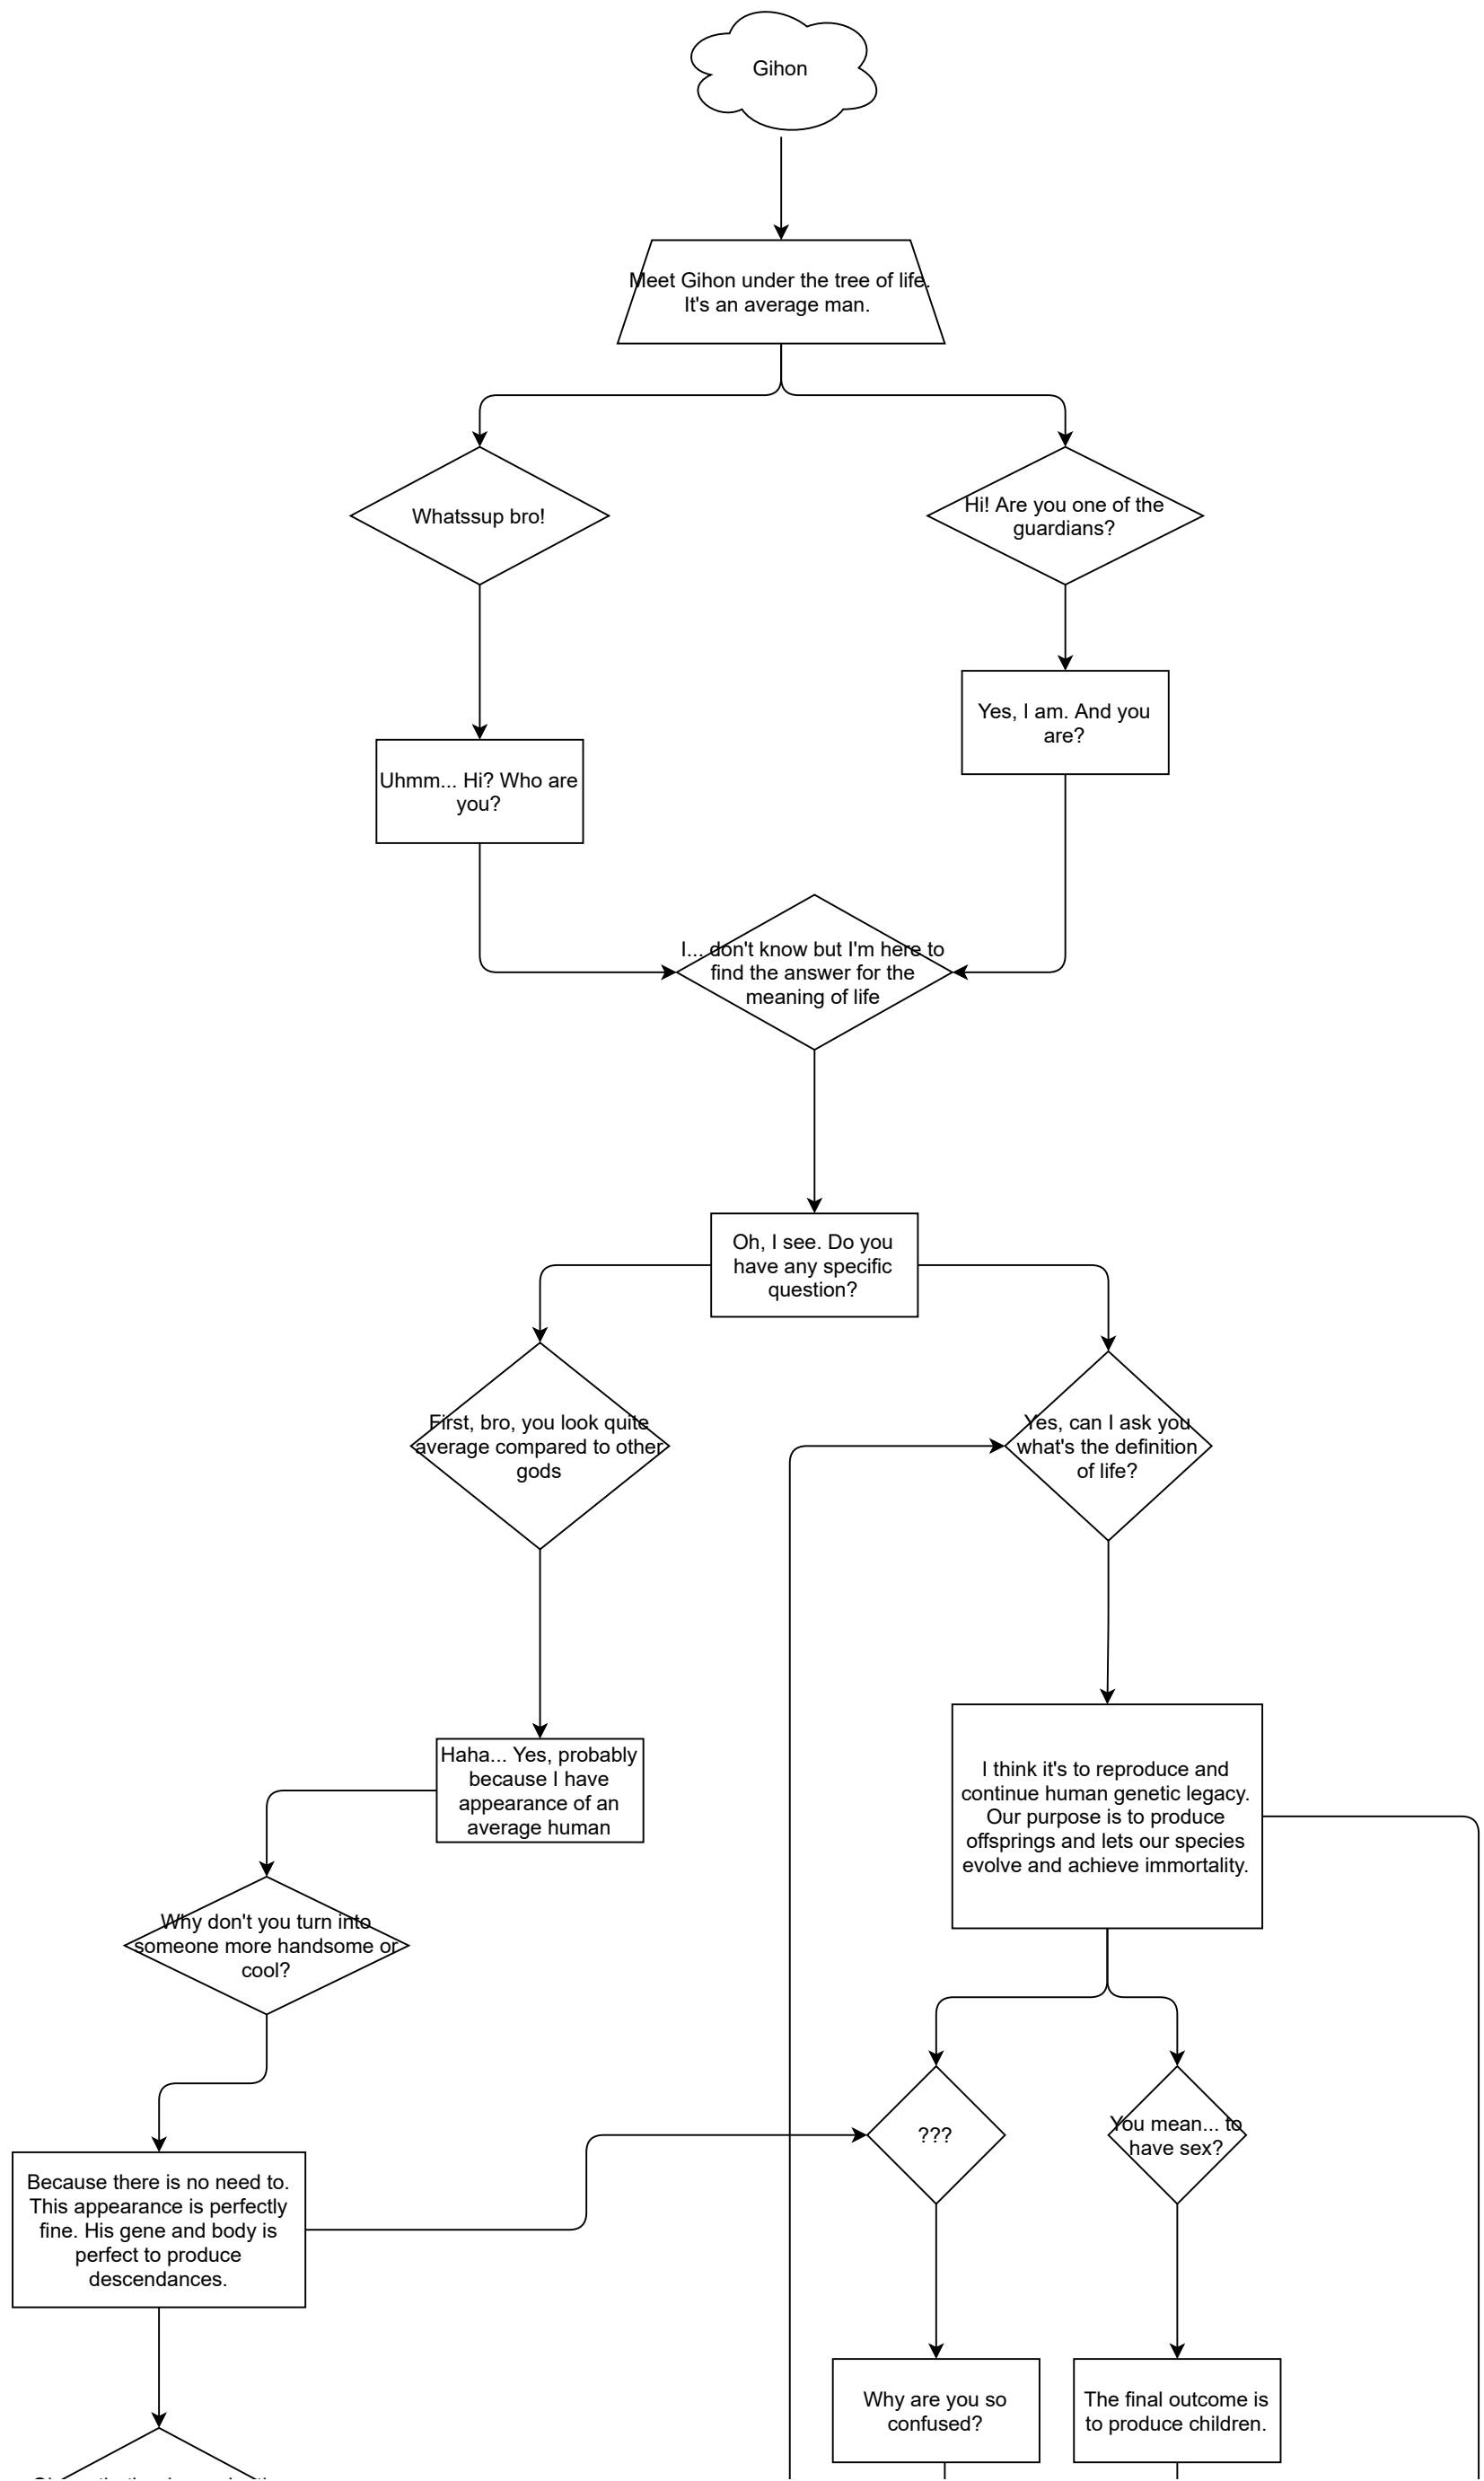 Gihon
Meet Gihon under the tree of life.
It's an average man.
Whatssup bro!
Hi! Are you one of the
guardians?
Yes, I am. And you
are?
Uhmm... Hi? Who are
you?
I... don't know but I'm here to
find the answer for the
meaning of life
Oh, I see. Do you
have any specific
question?
First, bro, you look quite
average compared to other
gods
Yes, can I ask you
what's the definition
of life?
Haha... Yes, probably
because I have
appearance of an
average human
I think it's to reproduce and
continue human genetic legacy.
Our purpose is to produce
offsprings and lets our species
evolve and achieve immortality.
Why don't you turn into
someone more handsome or
cool?
???
You mean... to
have sex?
Because there is no need to.
This appearance is perfectly
fine. His gene and body is
perfect to produce
descendances.
Why are you so
confused?
The final outcome is
to produce children.